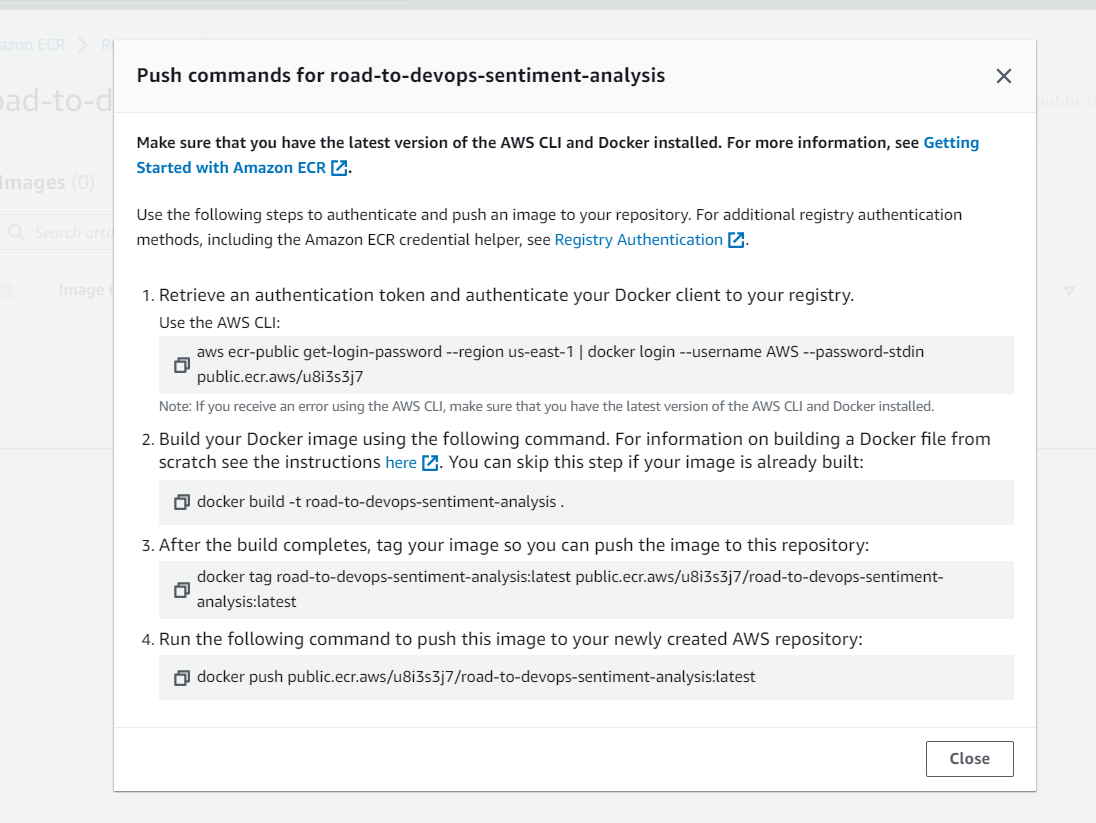 azon ECR
Push commands for road-to-devops-sentiment-analysis
oad-to-d
public li
Make sure that you have the latest version of the AWS CLI and Docker installed. For more information, see Getting
Started with Amazon ECR.
Images (0)
Use the following steps to authenticate and push an image to your repository. For additional registry authentication
methods, including the Amazon ECR credential helper, see Registry Authentication.
Search artif
Image t
1. Retrieve an authentication token and authenticate your Docker client to your registry.
Use the AWS CLI:
aws ecr-public get-login-password --region us-east-1 | docker login --username AWS --password-stdin
public.ecr.aws/u8i3s3j7
Note: If you receive an error using the AWS CLI, make sure that you have the latest version of the AWS CLI and Docker installed.
2. Build your Docker image using the following command. For information on building a Docker file from
scratch see the instructions here. You can skip this step if your image is already built:
docker build -t road-to-devops-sentiment-analysis .
3. After the build completes, tag your image so you can push the image to this repository:
docker tag road-to-devops-sentiment-analysis:latest public.ecr.aws/u8i3s3j7/road-to-devops-sentiment-
analysis:latest
4. Run the following command to push this image to your newly created AWS repository:
docker push public.ecr.aws/u8i3s3j7/road-to-devops-sentiment-analysis:latest
Close